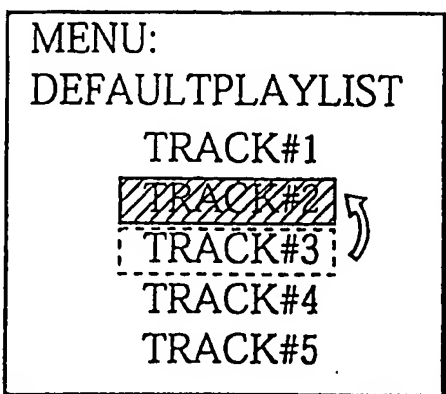 MENU:
DEFAULTPLAYLIST
TRACK#1
TRACK#2
TRACK#3
TRACK#4
TRACK#5